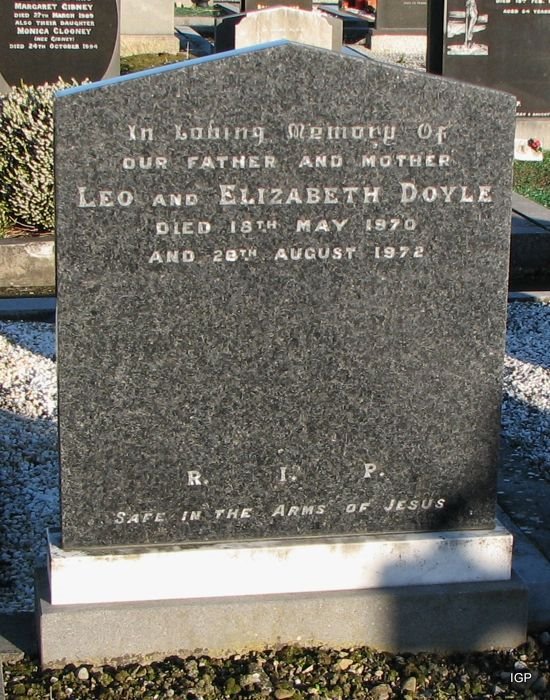 MARGARET GIBNEY
DIED 27TH MARCH 1989
ALSO THEIR DAUGHTER
MONICA CLOONEY
(NEE GIBNEY)
DIED 24TH OCTOBER 1994
In Loving Memory Of
OUR FATHER AND MOTHER
LEO AND ELIZABETH DOYLE
DIED 18TH MAY 1970
AND 28TH AUGUST 1972
R. I. P.
SAFE IN THE ARMS OF JESUS
IGP